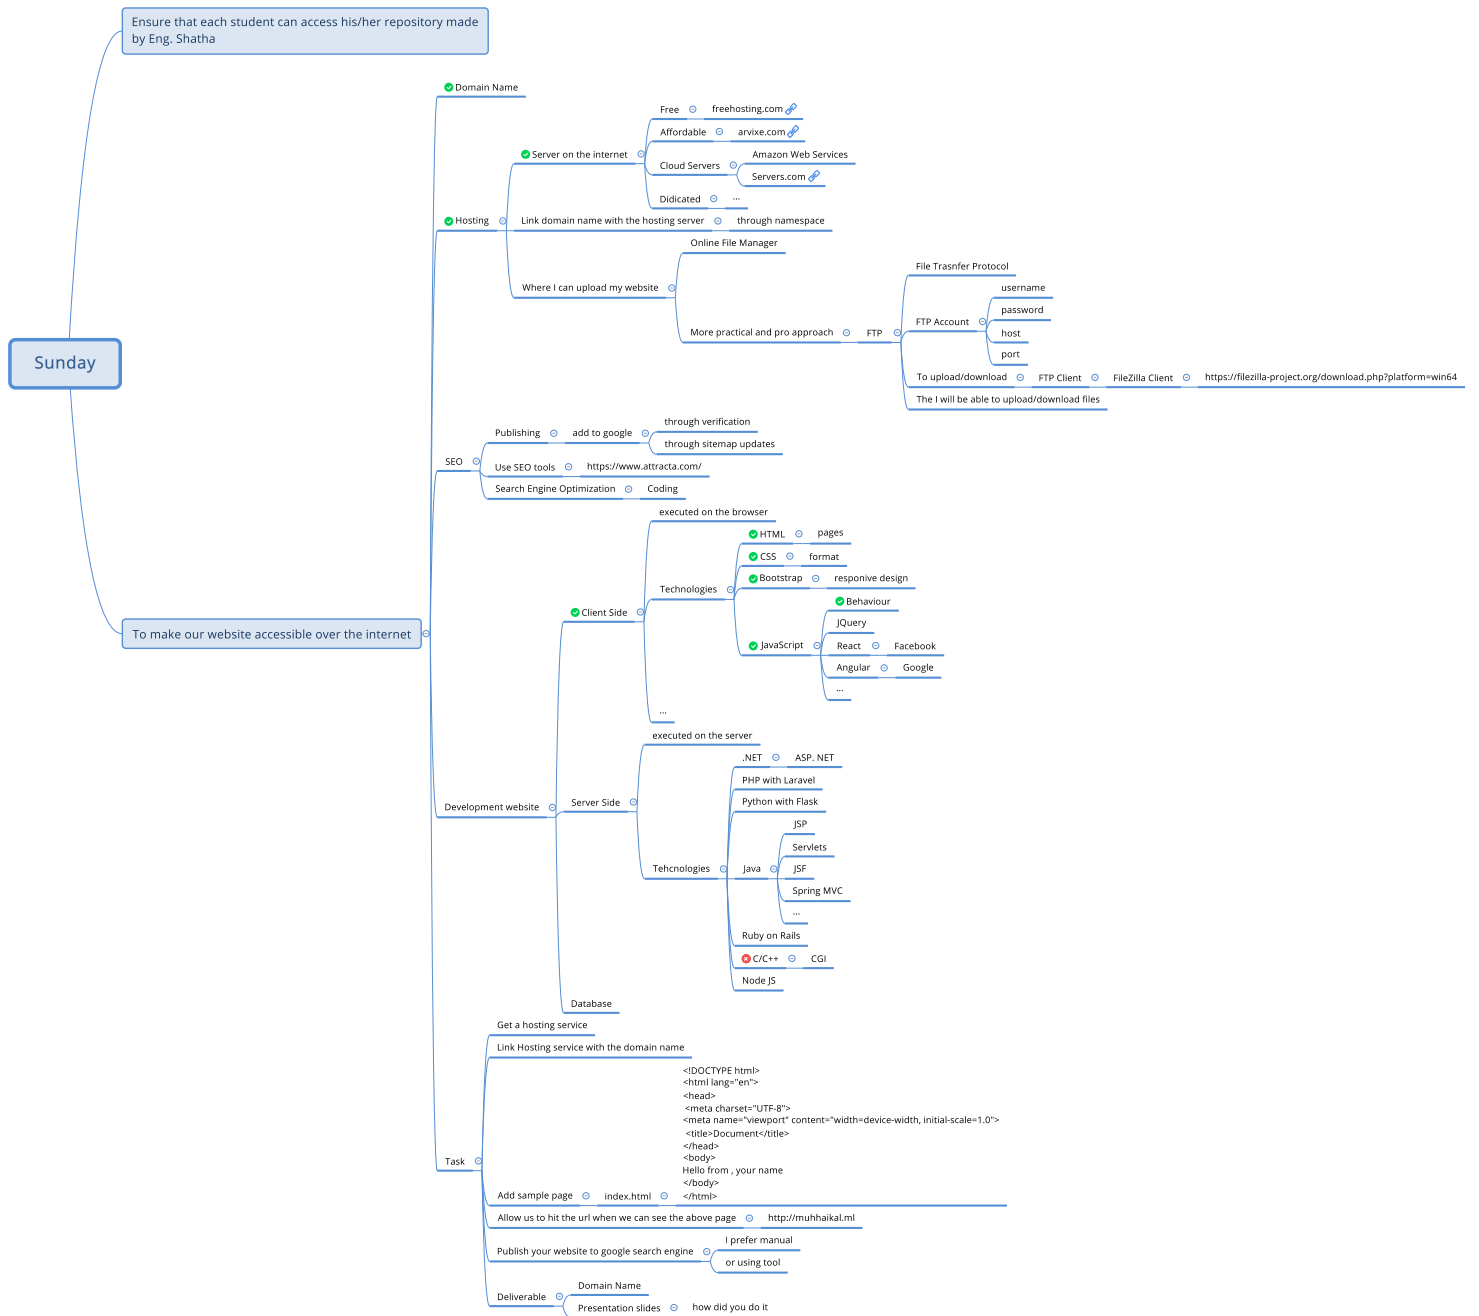 Ensure that each student can access his/her repository made
by Eng. Shatha
Sunday
To make our website accessible over the internet
Domain Name
Hosting
Server on the internet
Free
freehosting.com
Affordable
arvixe.com
Cloud Servers
Amazon Web Services
Servers.com
Didicated
...
Link domain name with the hosting server
through namespace
Where I can upload my website
Online File Manager
More practical and pro approach
FTP
File Trasnfer Protocol
FTP Account
username
password
host
port
To upload/download
FTP Client
FileZilla Client
https://filezilla-project.org/download.php?platform=win64
The I will be able to upload/download files
SEO
Publishing
add to google
through verification
through sitemap updates
Use SEO tools
https://www.attracta.com/
Search Engine Optimization
Coding
Development website
Client Side
executed on the browser
Technologies
HTML
pages
CSS
format
Bootstrap
responive design
JavaScript
Behaviour
JQuery
React
Facebook
Angular
Google
...
...
Server Side
executed on the server
Tehcnologies
.NET
ASP. NET
PHP with Laravel
Python with Flask
Java
JSP
Servlets
JSF
Spring MVC
...
Ruby on Rails
C/C++
CGI
Node JS
Database
Task
Get a hosting service
Link Hosting service with the domain name
Add sample page
index.html
<!DOCTYPE html>
<html lang="en">
<head>
<meta charset="UTF-8">
<meta name="viewport" content="width=device-width, initial-scale=1.0">
<title>Document</title>
</head>
<body>
Hello from , your name
</body>
</html>
Allow us to hit the url when we can see the above page
http://muhhaikal.ml
Publish your website to google search engine
I prefer manual
or using tool
Deliverable
Domain Name
Presentation slides
how did you do it